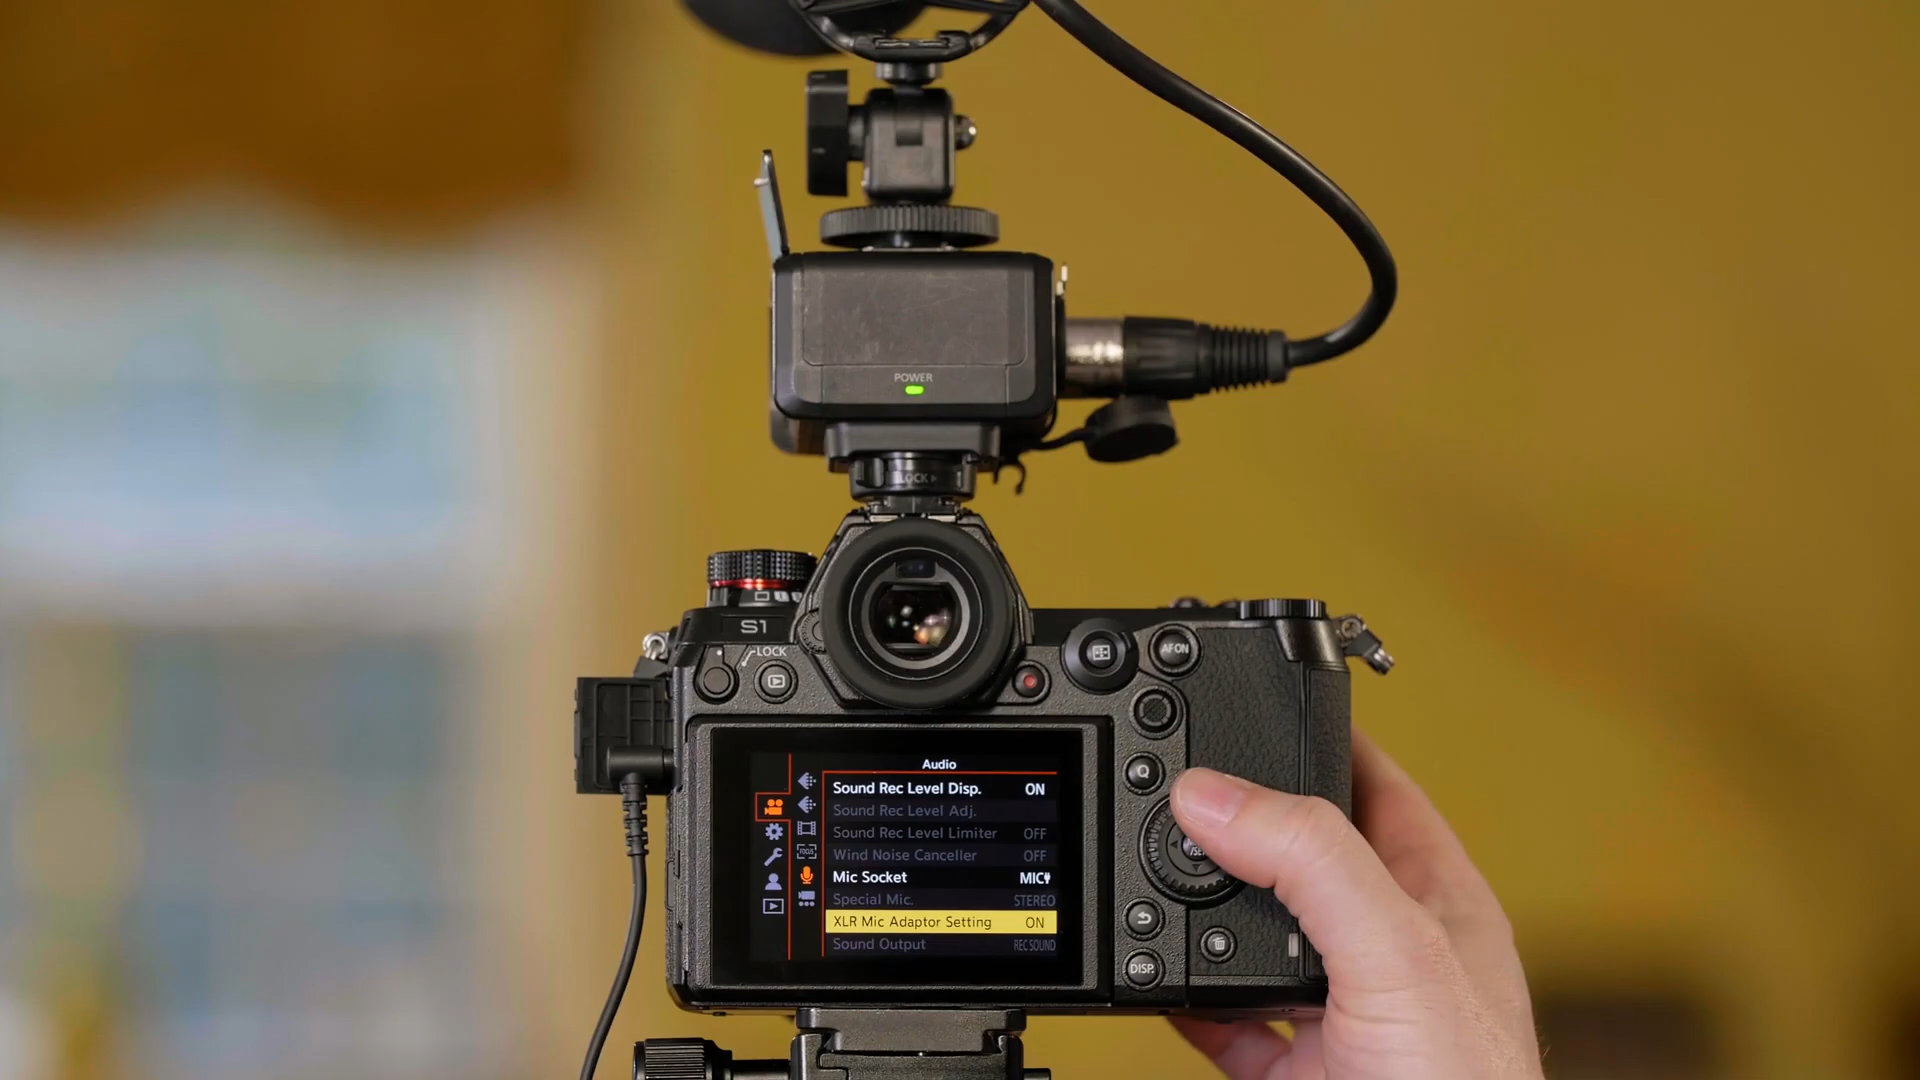 POWER
LOCK
S1
LOCK
AF ON
Q
Audio
Sound Rec Level Disp. ON
Sound Rec Level Adj.
Sound Rec Level Limiter OFF
Wind Noise Canceller OFF
FOCUS
Mic Socket MIC
Special Mic. STEREO
XLR Mic Adaptor Setting ON
Sound Output REC SOUND
DISP.